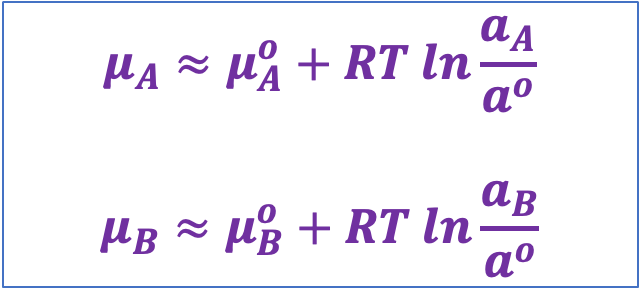 μ_A ≈ μ_A^o + RT ln a_A/a^o
μ_B ≈ μ_B^o + RT ln a_B/a^o